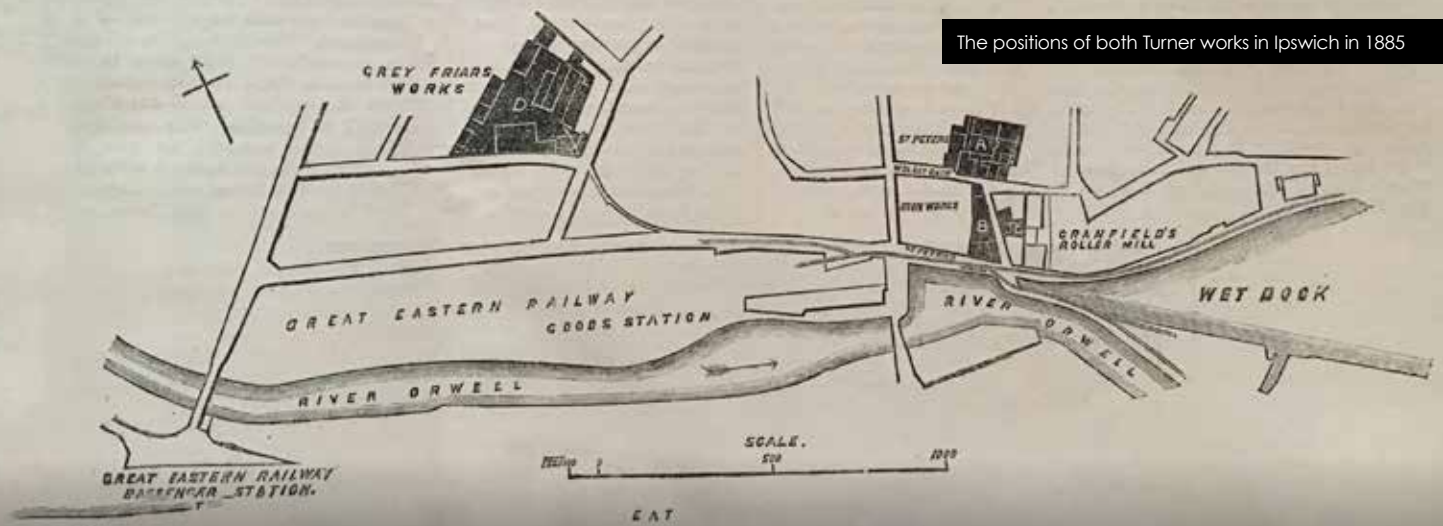 The positions of both Turner works in Ipswich in 1885
GREY FRIARS
WORKS
D
ST PETERS
A
IRON WORKS
B
C
CRANFIELD'S
ROLLER MILL
WET DOCK
GREAT EASTERN RAILWAY
GOODS STATION
RIVER ORWELL
RIVER ORWELL
SCALE.
0
500
1000
GREAT EASTERN RAILWAY
PASSENGER STATION.